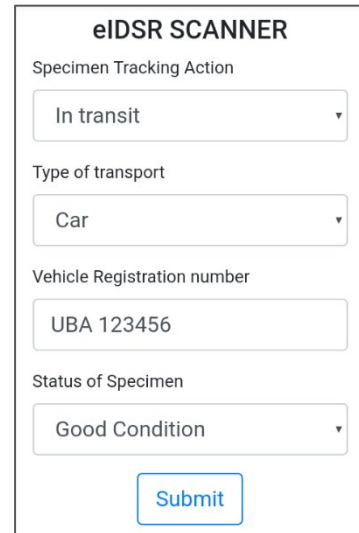 eIDSR SCANNER
Specimen Tracking Action
In transit
Type of transport
Car
Vehicle Registration number
UBA 123456
Status of Specimen
Good Condition
Submit